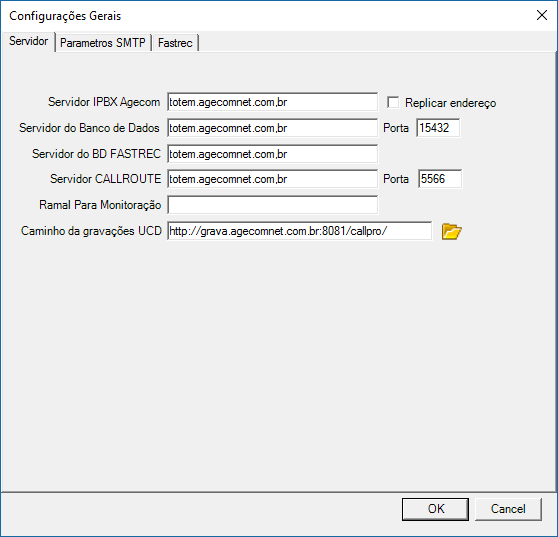 Configurações Gerais
Servidor Parametros SMTP Fastrec
Servidor IPBX Agecom totem.agecomnet.com,br Replicar endereço
Servidor do Banco de Dados totem.agecomnet.com,br Porta 15432
Servidor do BD FASTREC totem.agecomnet.com,br
Servidor CALLROUTE totem.agecomnet.com,br Porta 5566
Ramal Para Monitoração
Caminho da gravações UCD http://grava.agecomnet.com.br:8081/callpro/
OK Cancel